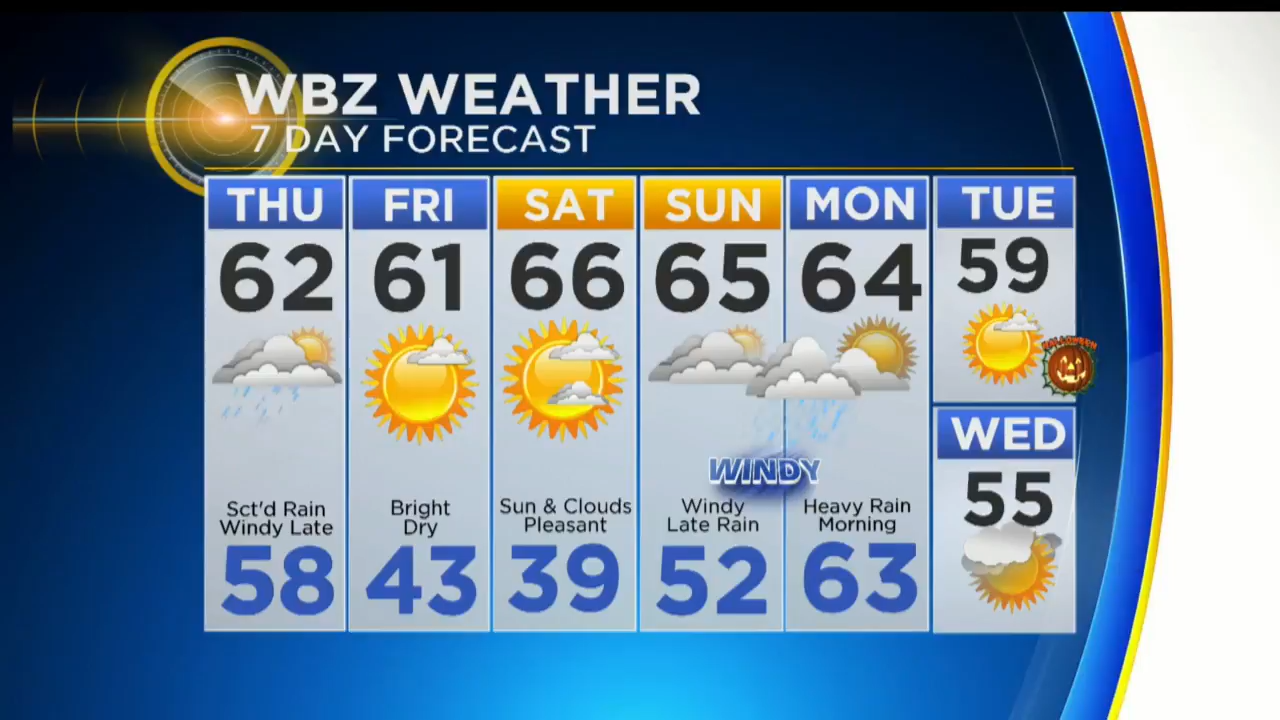 WBZ WEATHER
7 DAY FORECAST
THU
62
Sct'd Rain
Windy Late
58
FRI
61
Bright
Dry
43
SAT
66
Sun & Clouds
Pleasant
39
SUN
65
WINDY
Windy
Late Rain
52
MON
64
Heavy Rain
Morning
63
TUE
59
HALLOWEEN
WED
55